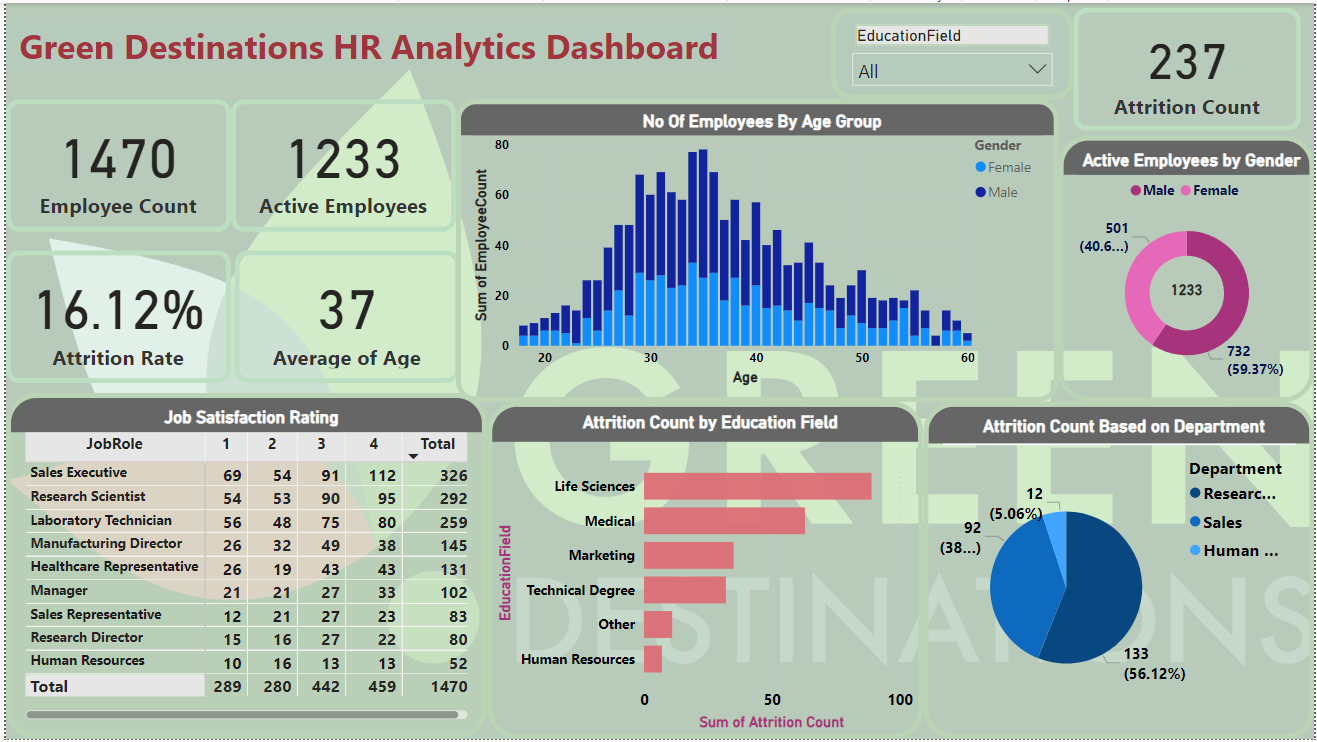 Green Destinations HR Analytics Dashboard
EducationField
All
237
Attrition Count
1470
Employee Count
1233
Active Employees
16.12%
Attrition Rate
37
Average of Age
No Of Employees By Age Group
Gender
Female
Male
Sum of EmployeeCount
80
60
40
20
0
20 30 40 50 60
Age
Active Employees by Gender
Male Female
501
(40.6...)
1233
732
(59.37%)
Job Satisfaction Rating
JobRole 1 2 3 4 Total
Sales Executive 69 54 91 112 326
Research Scientist 54 53 90 95 292
Laboratory Technician 56 48 75 80 259
Manufacturing Director 26 32 49 38 145
Healthcare Representative 26 19 43 43 131
Manager 21 21 27 33 102
Sales Representative 12 21 27 23 83
Research Director 15 16 27 22 80
Human Resources 10 16 13 13 52
Total 289 280 442 459 1470
Attrition Count by Education Field
EducationField
Life Sciences
Medical
Marketing
Technical Degree
Other
Human Resources
0 50 100
Sum of Attrition Count
Attrition Count Based on Department
Department
Researc...
Sales
Human ...
12
(5.06%)
92
(38...)
133
(56.12%)
GREEN
DESTINATIONS